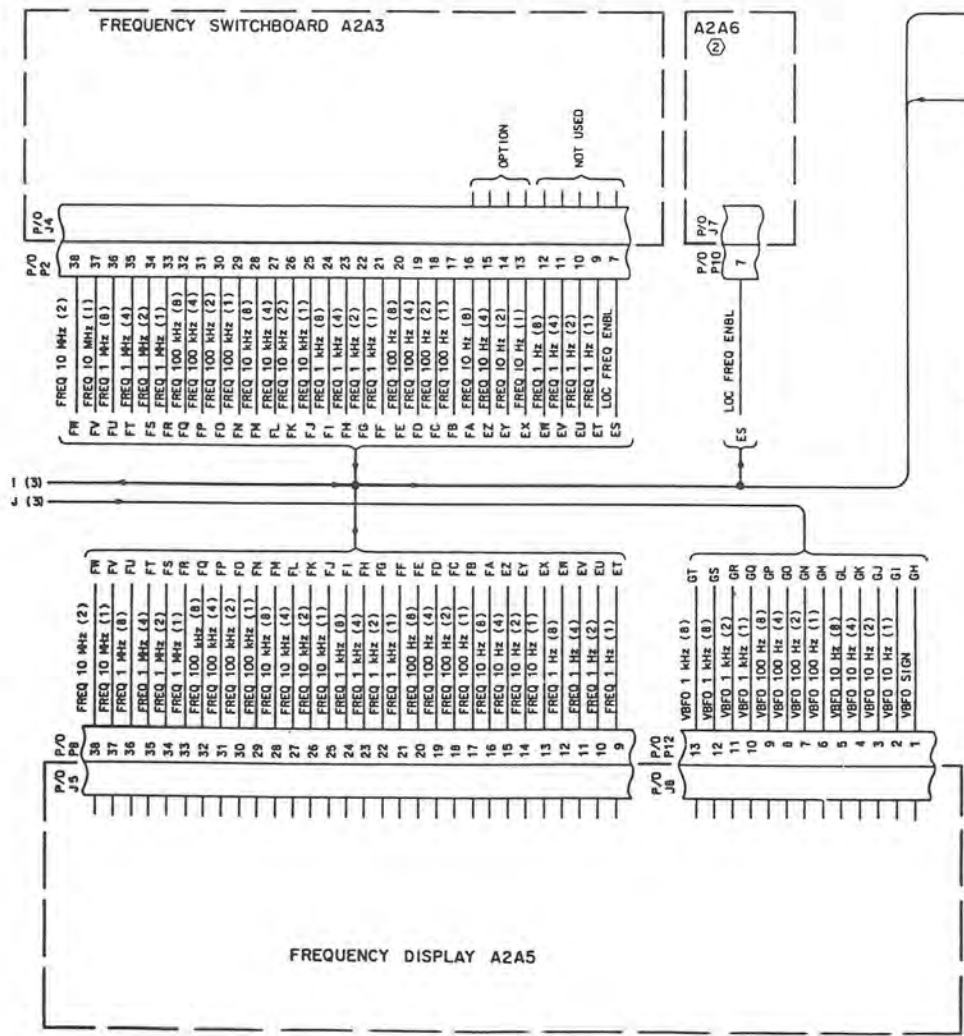 FREQUENCY SWITCHBOARD A2A3
A2A6
2
OPTION
NOT USED
P/O J4
P/O P2
38 FREQ 10 MHz (2) FW
37 FREQ 10 MHz (1) FV
36 FREQ 1 MHz (8) FU
35 FREQ 1 MHz (4) FT
34 FREQ 1 MHz (2) FS
33 FREQ 1 MHz (1) FR
32 FREQ 100 kHz (8) FQ
31 FREQ 100 kHz (4) FP
30 FREQ 100 kHz (2) FO
29 FREQ 100 kHz (1) FN
28 FREQ 10 kHz (8) FM
27 FREQ 10 kHz (4) FL
26 FREQ 10 kHz (2) FK
25 FREQ 10 kHz (1) FJ
24 FREQ 1 kHz (8) FI
23 FREQ 1 kHz (4) FH
22 FREQ 1 kHz (2) FG
21 FREQ 1 kHz (1) FF
20 FREQ 100 Hz (8) FE
19 FREQ 100 Hz (4) FD
18 FREQ 100 Hz (2) FC
17 FREQ 100 Hz (1) FB
16 FREQ 10 Hz (8) FA
15 FREQ 10 Hz (4) EZ
14 FREQ 10 Hz (2) EY
13 FREQ 10 Hz (1) EX
12 FREQ 1 Hz (8) EW
11 FREQ 1 Hz (4) EV
10 FREQ 1 Hz (2) EU
9 FREQ 1 Hz (1) ET
7 LOC FREQ ENBL ES
P/O J7
P/O P10
7 LOC FREQ ENBL ES
I (3)
J (3)
FW FREQ 10 MHz (2) 38
FV FREQ 10 MHz (1) 37
FU FREQ 1 MHz (8) 36
FT FREQ 1 MHz (4) 35
FS FREQ 1 MHz (2) 34
FR FREQ 1 MHz (1) 33
FQ FREQ 100 kHz (8) 32
FP FREQ 100 kHz (4) 31
FO FREQ 100 kHz (2) 30
FN FREQ 100 kHz (1) 29
FM FREQ 10 kHz (8) 28
FL FREQ 10 kHz (4) 27
FK FREQ 10 kHz (2) 26
FJ FREQ 10 kHz (1) 25
FI FREQ 1 kHz (8) 24
FH FREQ 1 kHz (4) 23
FG FREQ 1 kHz (2) 22
FF FREQ 1 kHz (1) 21
FE FREQ 100 Hz (8) 20
FD FREQ 100 Hz (4) 19
FC FREQ 100 Hz (2) 18
FB FREQ 100 Hz (1) 17
FA FREQ 10 Hz (8) 16
EZ FREQ 10 Hz (4) 15
EY FREQ 10 Hz (2) 14
EX FREQ 10 Hz (1) 13
EW FREQ 1 Hz (8) 12
EV FREQ 1 Hz (4) 11
EU FREQ 1 Hz (2) 10
ET FREQ 1 Hz (1) 9
P/O P8
P/O J5
GT VBFO 1 kHz (8) 13
GS VBFO 1 kHz (8) 12
GR VBFO 1 kHz (2) 11
GQ VBFO 1 kHz (1) 10
GP VBFO 100 Hz (8) 9
GO VBFO 100 Hz (4) 8
GN VBFO 100 Hz (2) 7
GM VBFO 100 Hz (1) 6
GL VBFO 10 Hz (8) 5
GK VBFO 10 Hz (4) 4
GJ VBFO 10 Hz (2) 3
GI VBFO 10 Hz (1) 2
GH VBFO SIGN 1
P/O P12
P/O J8
FREQUENCY DISPLAY A2A5